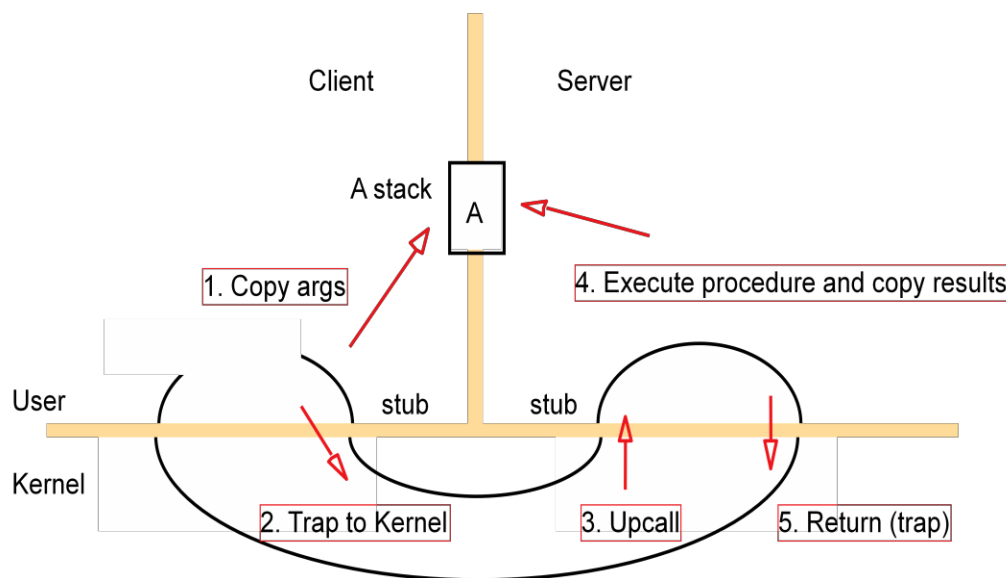 Client
Server
A stack
A
1. Copy args
4. Execute procedure and copy results
User
stub
stub
Kernel
2. Trap to Kernel
3. Upcall
5. Return (trap)